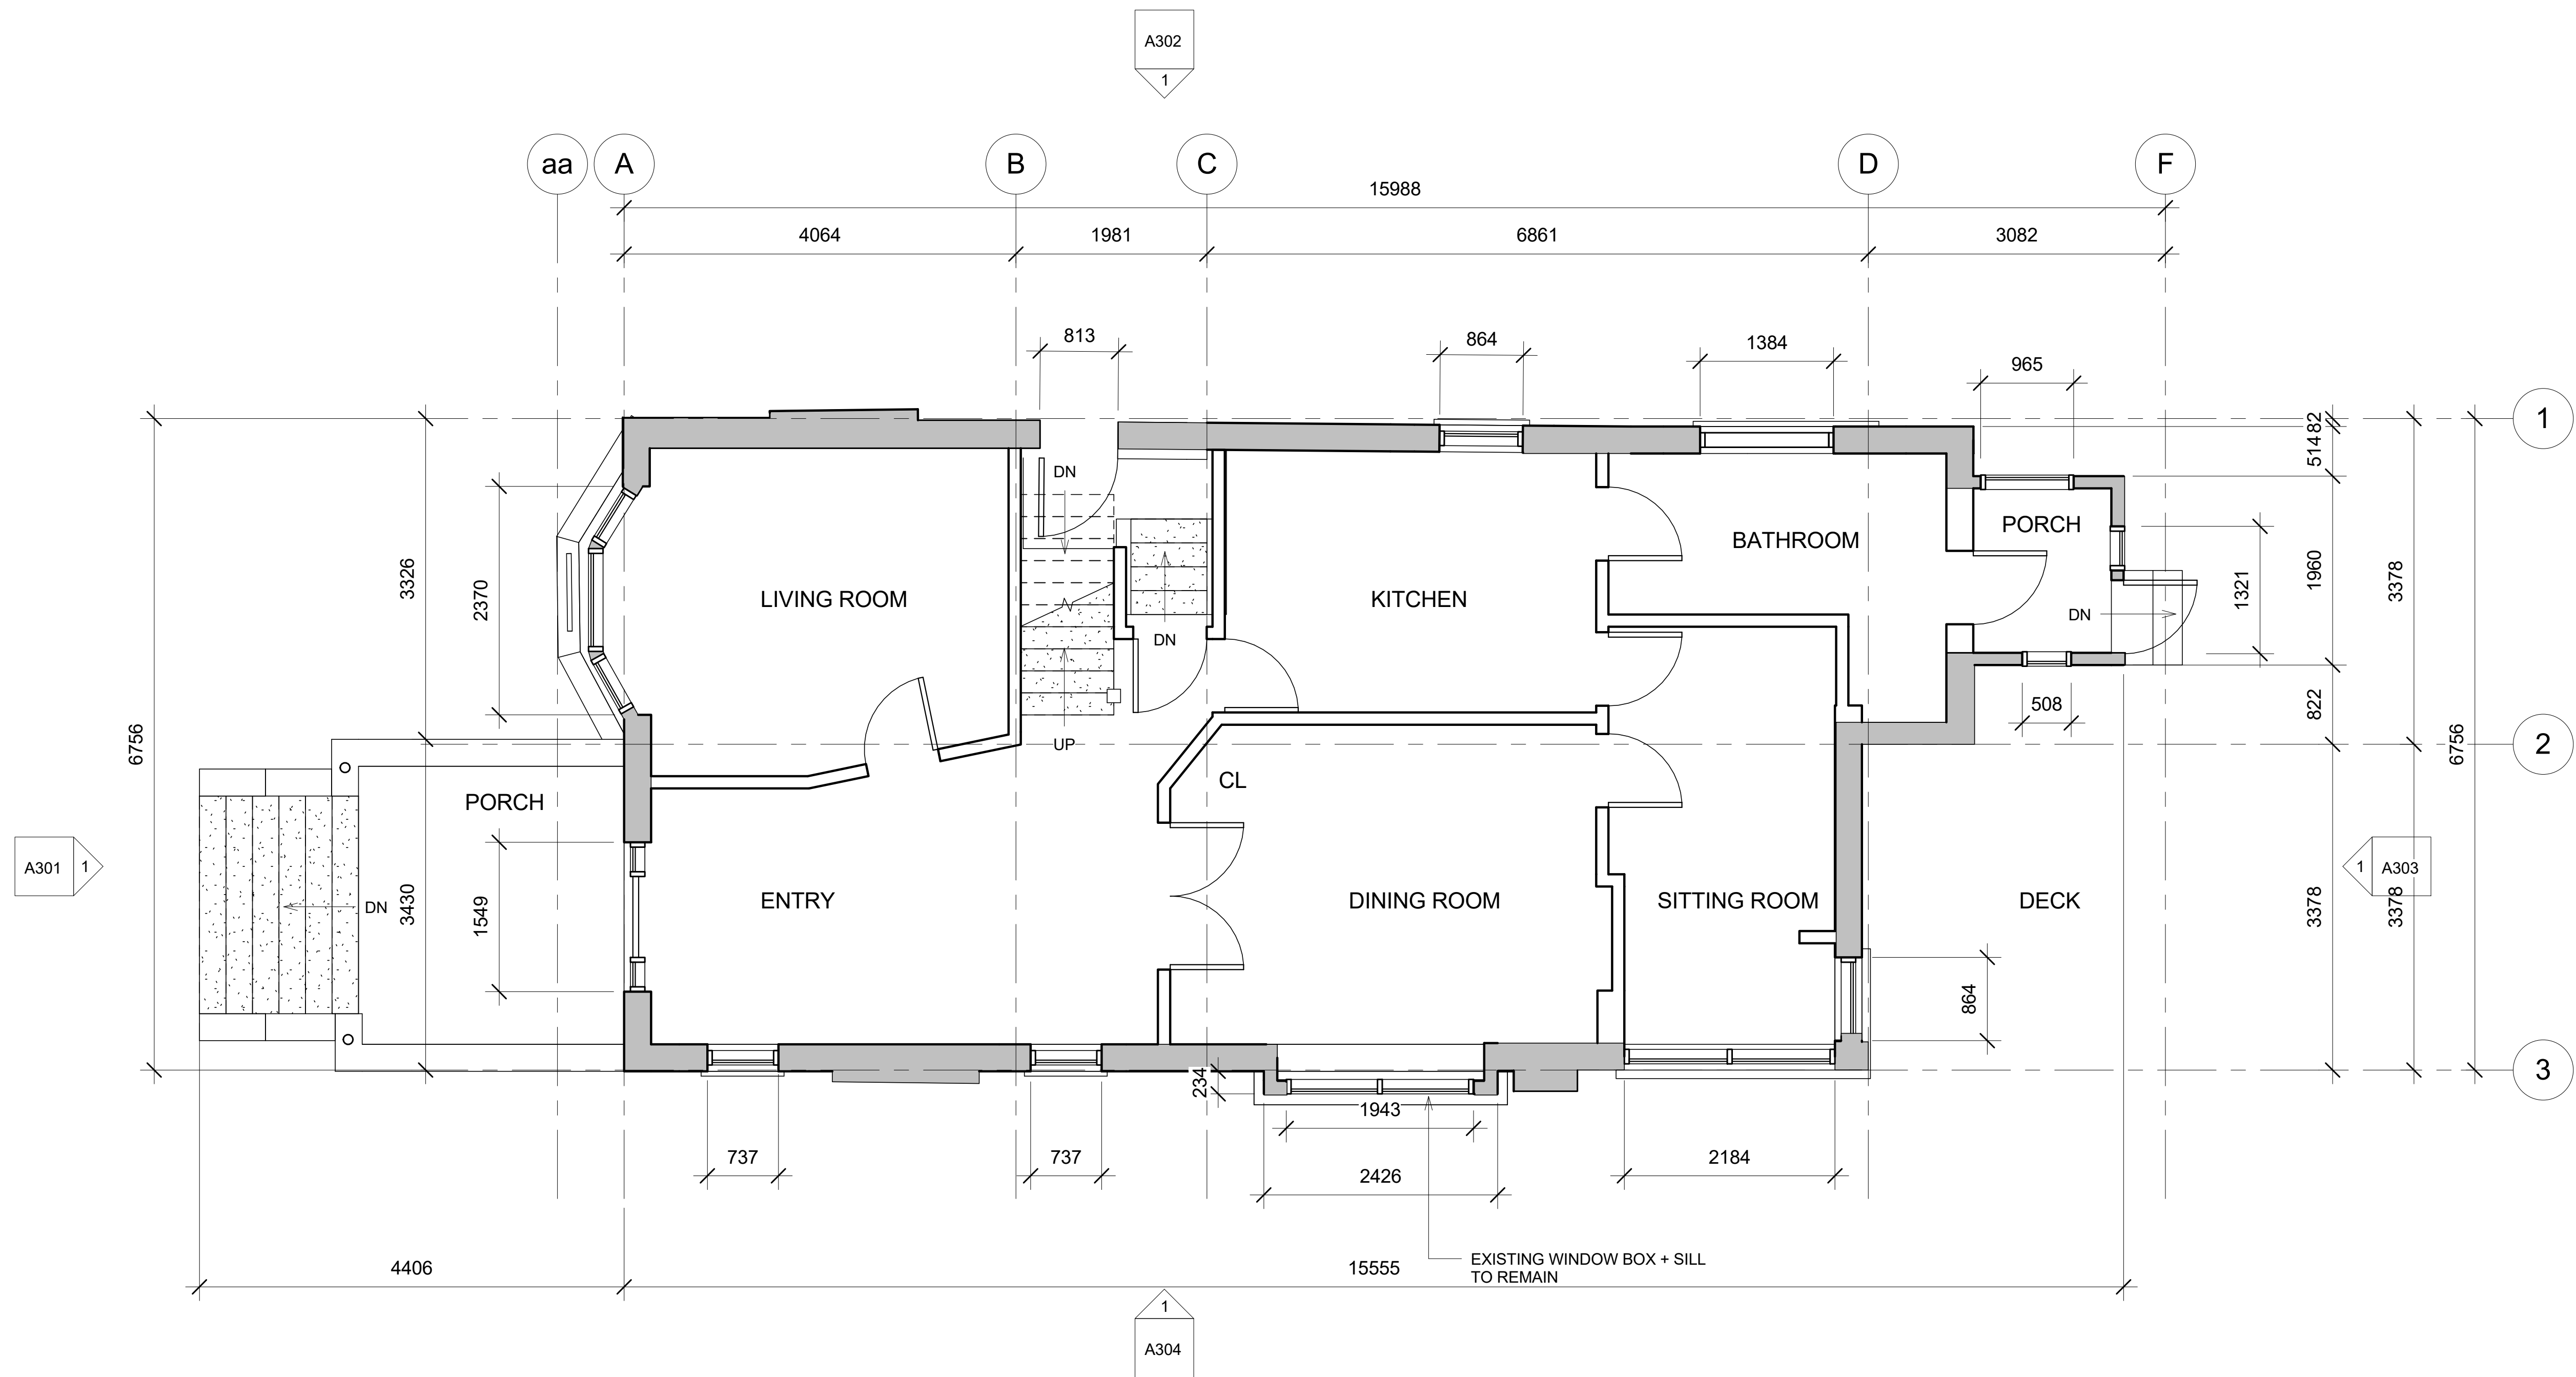 A302
1
aa
A
B
C
D
F
15988
4064
1981
6861
3082
813
864
1384
965
1
82
514
DN
PORCH
BATHROOM
3326
2370
LIVING ROOM
KITCHEN
1321
1960
3378
DN
DN
508
822
6756
UP
2
6756
CL
PORCH
A301
1
1
A303
DN
3430
1549
ENTRY
DINING ROOM
SITTING ROOM
DECK
3378
3378
864
3
234
1943
737
737
2426
2184
4406
15555
EXISTING WINDOW BOX + SILL
TO REMAIN
1
A304